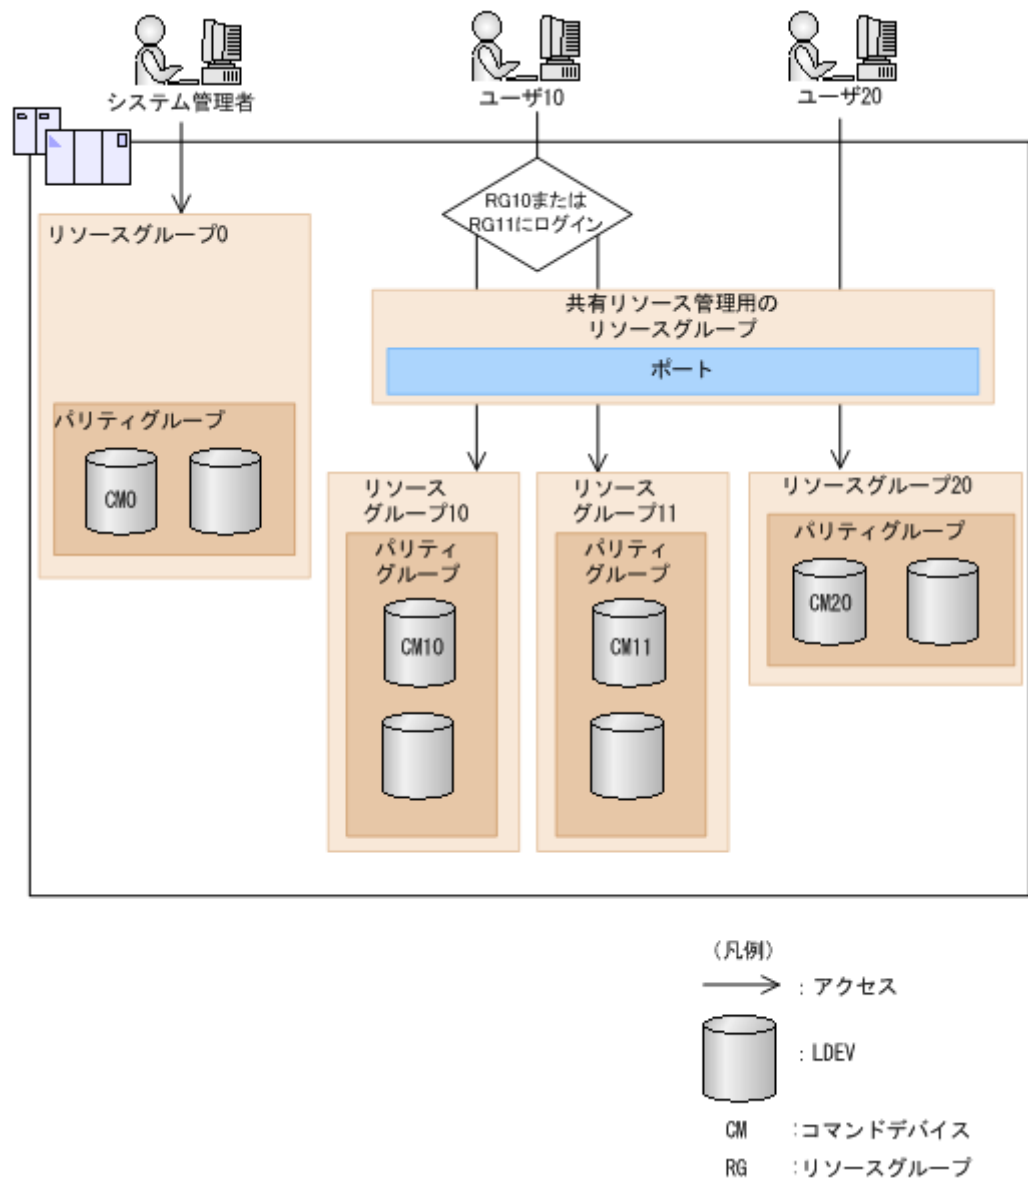 システム管理者
ユーザ10
ユーザ20
RG10または
RG11にログイン
リソースグループ0
共有リソース管理用の
リソースグループ
ポート
パリティグループ
CM0
リソース
グループ10
パリティ
グループ
CM10
リソース
グループ11
パリティ
グループ
CM11
リソースグループ20
パリティグループ
CM20
(凡例)
:アクセス
:LDEV
CM :コマンドデバイス
RG :リソースグループ